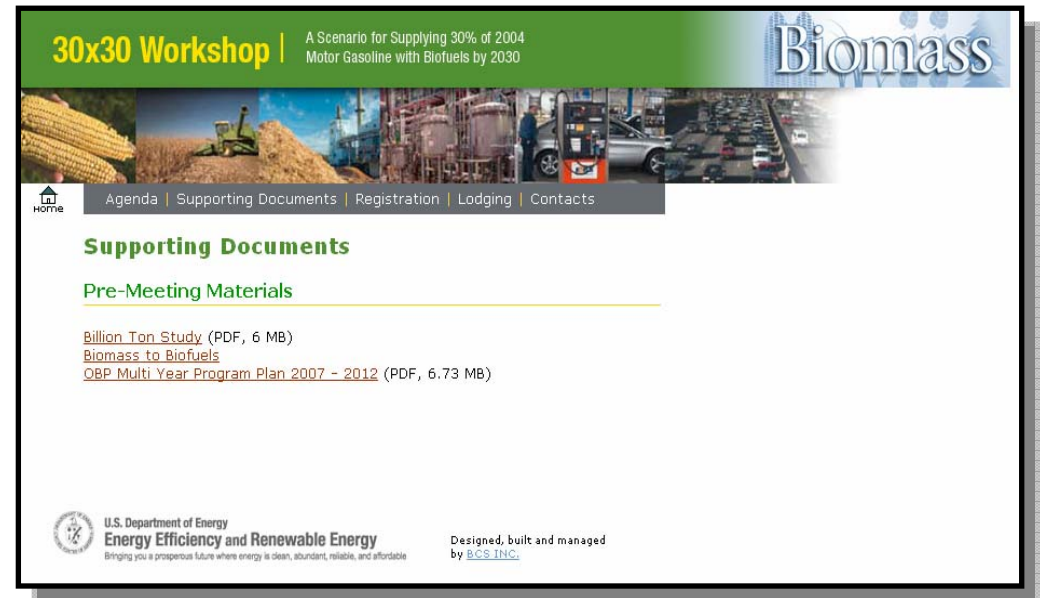 30x30 Workshop | A Scenario for Supplying 30% of 2004
Motor Gasoline with Biofuels by 2030
Biomass
Home
Agenda | Supporting Documents | Registration | Lodging | Contacts
Supporting Documents
Pre-Meeting Materials
Billion Ton Study (PDF, 6 MB)
Biomass to Biofuels
OBP Multi Year Program Plan 2007 - 2012 (PDF, 6.73 MB)
U.S. Department of Energy
Energy Efficiency and Renewable Energy
Bringing you a prosperous future where energy is clean, abundant, reliable, and affordable
Designed, built and managed
by BCS INC.